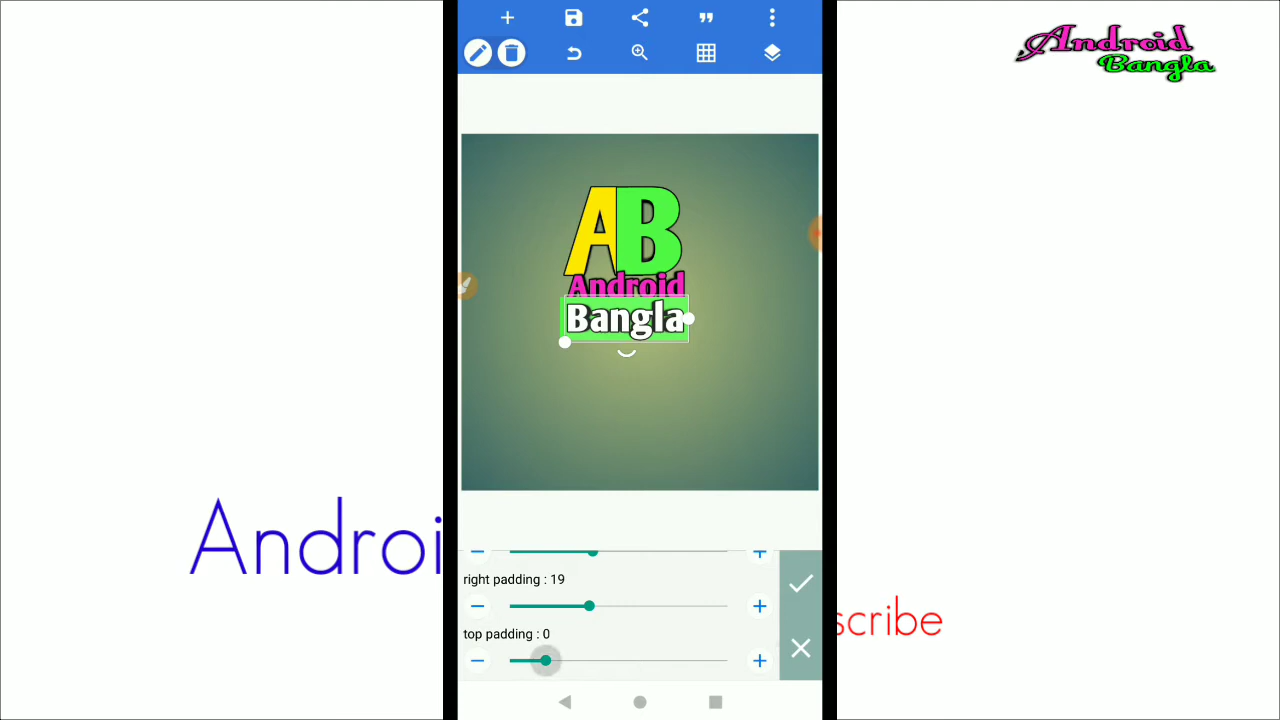 Android
Bangla
AB
Android
Bangla
Androi
right padding : 19
scribe
top padding : 0